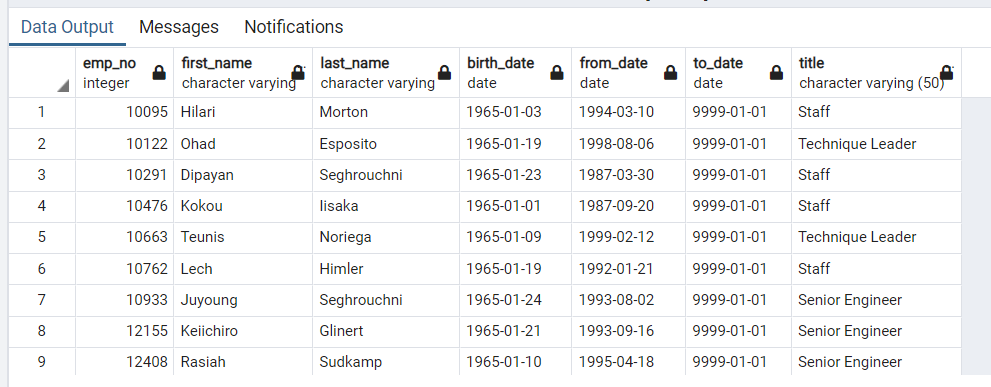 Data Output Messages Notifications
emp_no first_name last_name birth_date from_date to_date title
integer character varying character varying date date date character varying (50)
1 10095 Hilari Morton 1965-01-03 1994-03-10 9999-01-01 Staff
2 10122 Ohad Esposito 1965-01-19 1998-08-06 9999-01-01 Technique Leader
3 10291 Dipayan Seghrouchni 1965-01-23 1987-03-30 9999-01-01 Staff
4 10476 Kokou Iisaka 1965-01-01 1987-09-20 9999-01-01 Staff
5 10663 Teunis Noriega 1965-01-09 1999-02-12 9999-01-01 Technique Leader
6 10762 Lech Himler 1965-01-19 1992-01-21 9999-01-01 Staff
7 10933 Juyoung Seghrouchni 1965-01-24 1993-08-02 9999-01-01 Senior Engineer
8 12155 Keiichiro Glinert 1965-01-21 1993-09-16 9999-01-01 Senior Engineer
9 12408 Rasiah Sudkamp 1965-01-10 1995-04-18 9999-01-01 Senior Engineer